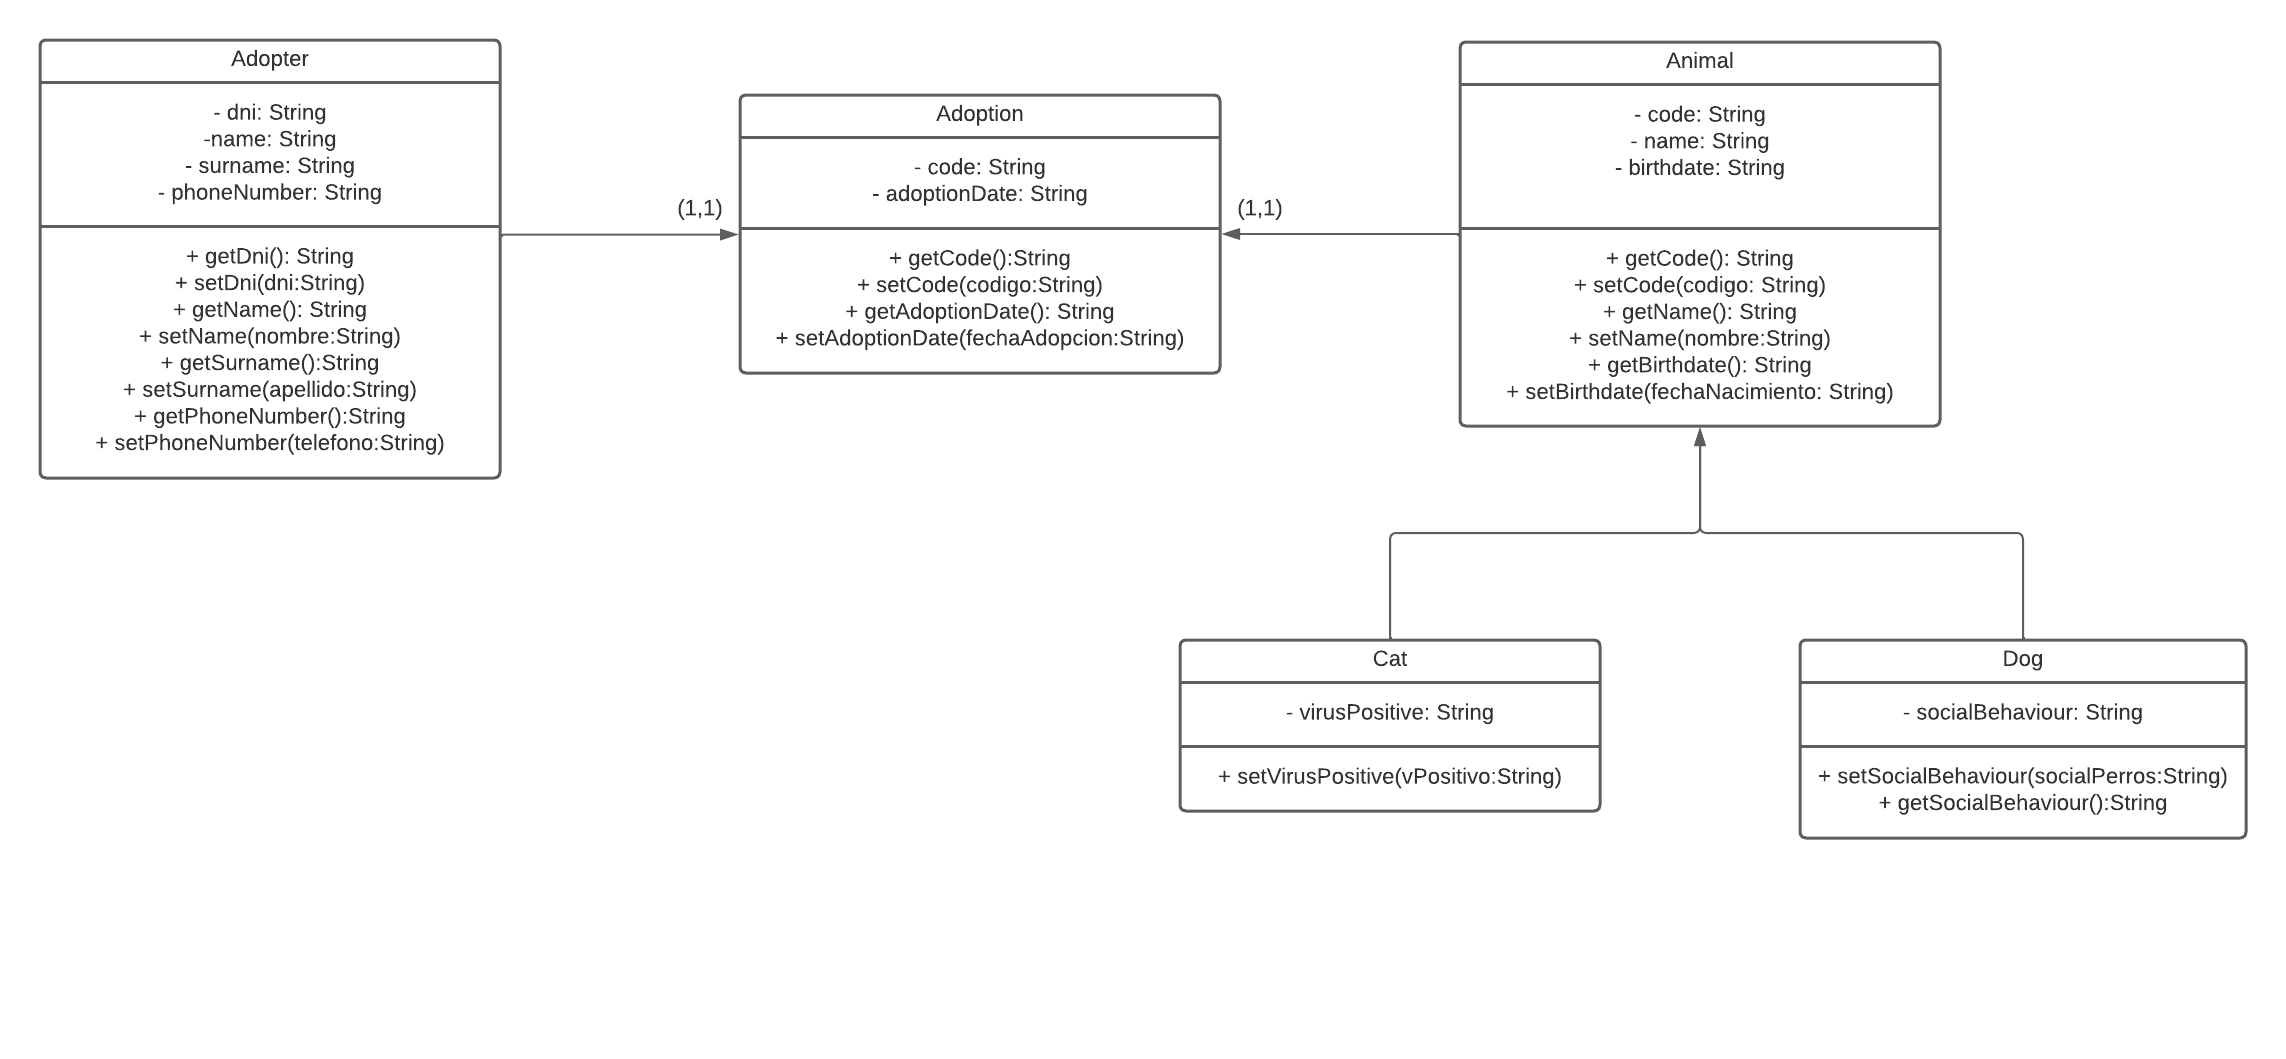 Adopter
- dni: String
-name: String
- surname: String
- phoneNumber: String
+ getDni(): String
+ setDni(dni:String)
+ getName(): String
+ setName(nombre:String)
+ getSurname():String
+ setSurname(apellido:String)
+ getPhoneNumber():String
+ setPhoneNumber(telefono:String)
(1,1)
Adoption
- code: String
- adoptionDate: String
+ getCode():String
+ setCode(codigo:String)
+ getAdoptionDate(): String
+ setAdoptionDate(fechaAdopcion:String)
(1,1)
Animal
- code: String
- name: String
- birthdate: String
+ getCode(): String
+ setCode(codigo: String)
+ getName(): String
+ setName(nombre:String)
+ getBirthdate(): String
+ setBirthdate(fechaNacimiento: String)
Cat
- virusPositive: String
+ setVirusPositive(vPositivo:String)
Dog
- socialBehaviour: String
+ setSocialBehaviour(socialPerros:String)
+ getSocialBehaviour():String